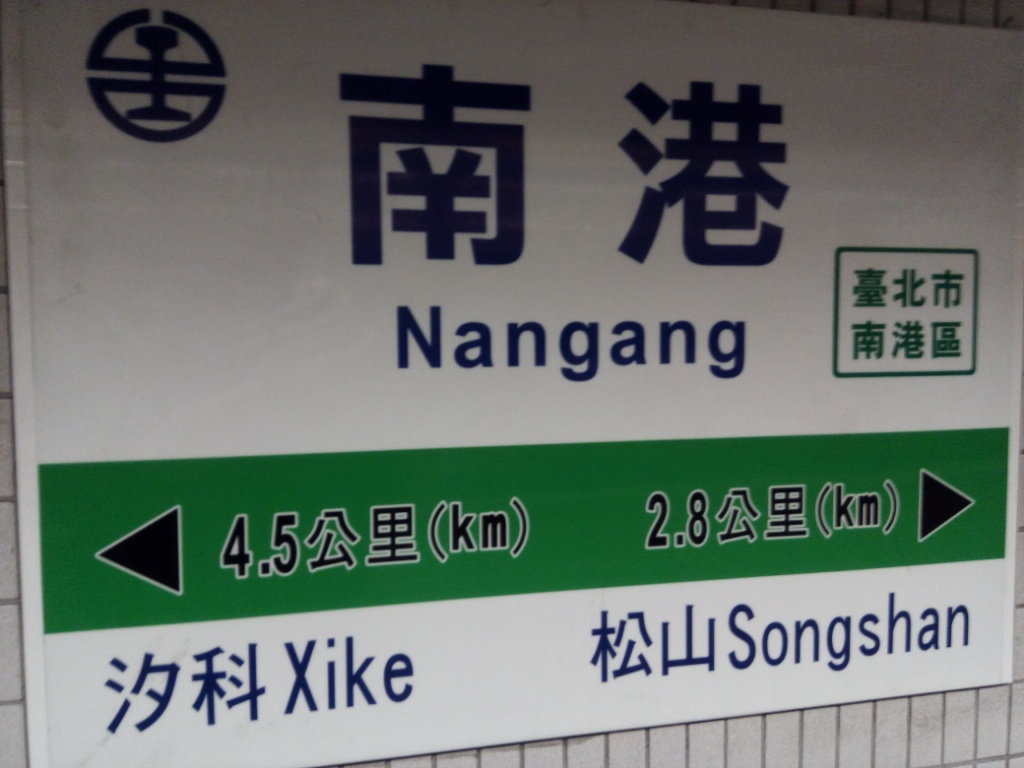 南港
Nangang
臺北市
南港區
4.5公里(km)
2.8公里(km)
汐科 Xike
松山 Songshan